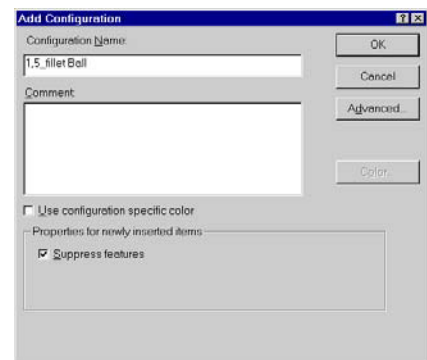 Add Configuration
Configuration Name:
OK
1,5_fillet Ball
Cancel
Comment:
Advanced...
Color...
Use configuration specific color
Properties for newly inserted items
Suppress features